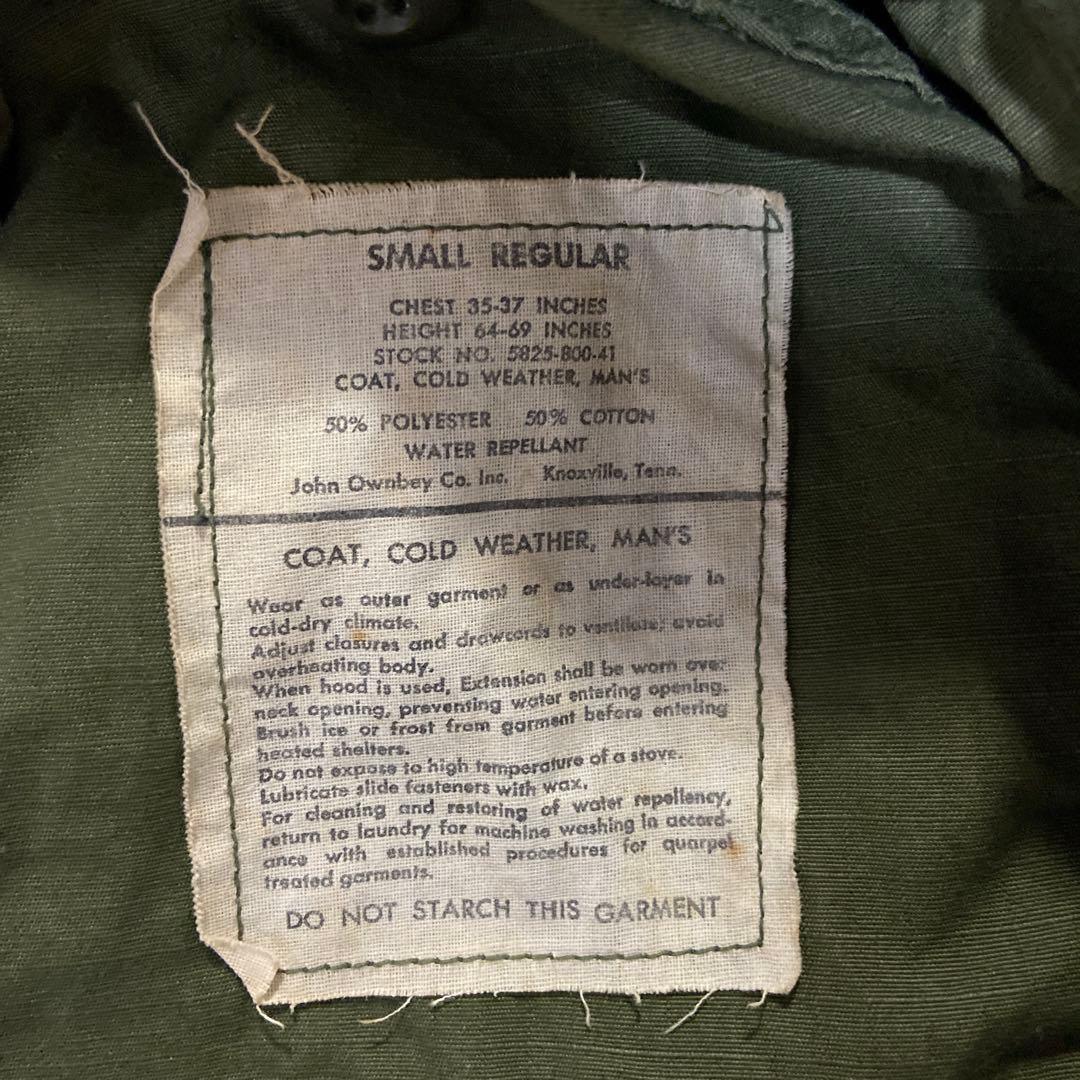 SMALL REGULAR
CHEST 35-37 INCHES
HEIGHT 64-69 INCHES
STOCK NO. 5825-800-41
COAT, COLD WEATHER, MAN'S
50% POLYESTER 50% COTTON
WATER REPELLANT
John Ownbey Co. Inc. Knoxville, Tenn.
COAT, COLD WEATHER, MAN'S
Wear as outer garment or as under-layer in
cold-dry climate.
Adjust closures and drawcords to ventilate; avoid
overheating body.
When hood is used, Extension shall be worn over
neck opening, preventing water entering opening.
Brush ice or frost from garment before entering
heated shelters.
Do not expose to high temperature of a stove.
Lubricate slide fasteners with wax.
For cleaning and restoring of water repellency,
return to laundry for machine washing in accord-
ance with established procedures for quarpel
treated garments.
DO NOT STARCH THIS GARMENT